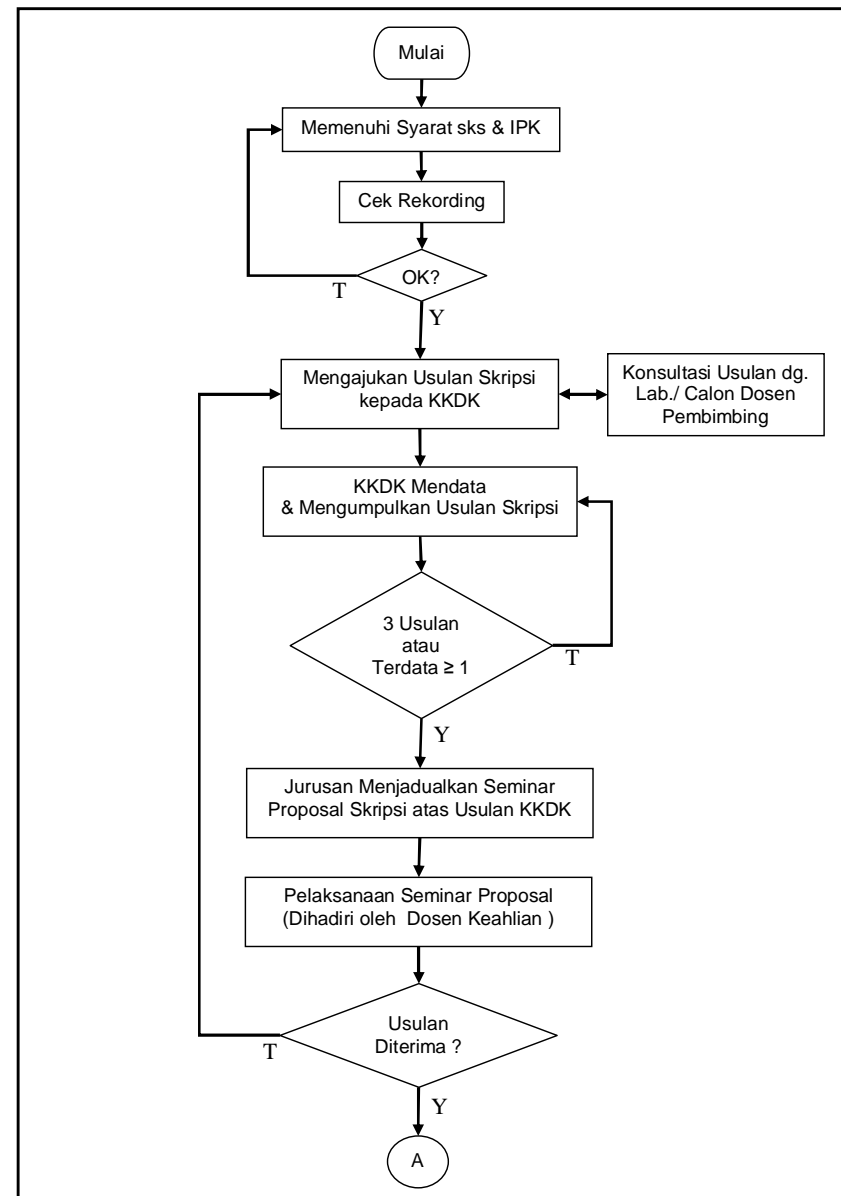 Mulai
Memenuhi Syarat sks & IPK
Cek Rekording
OK?
T
Y
Mengajukan Usulan Skripsi
kepada KKDK
Konsultasi Usulan dg.
Lab./ Calon Dosen
Pembimbing
KKDK Mendata
& Mengumpulkan Usulan Skripsi
3 Usulan
atau
Terdata ≥ 1
T
Y
Jurusan Menjadualkan Seminar
Proposal Skripsi atas Usulan KKDK
Pelaksanaan Seminar Proposal
(Dihadiri oleh  Dosen Keahlian )
Usulan
Diterima ?
T
Y
A